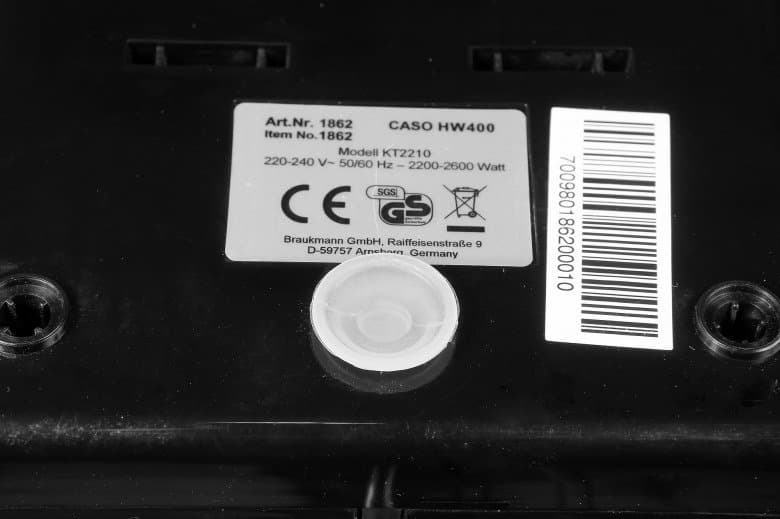 Art.Nr. 1862 CASO HW400
Item No.1862
Modell KT2210
220-240 V~ 50/60 Hz – 2200-2600 Watt
CE SGS GS
Braukmann GmbH, Raiffeisenstraße 9
D-59757 Arnsberg, Germany
700980186200010